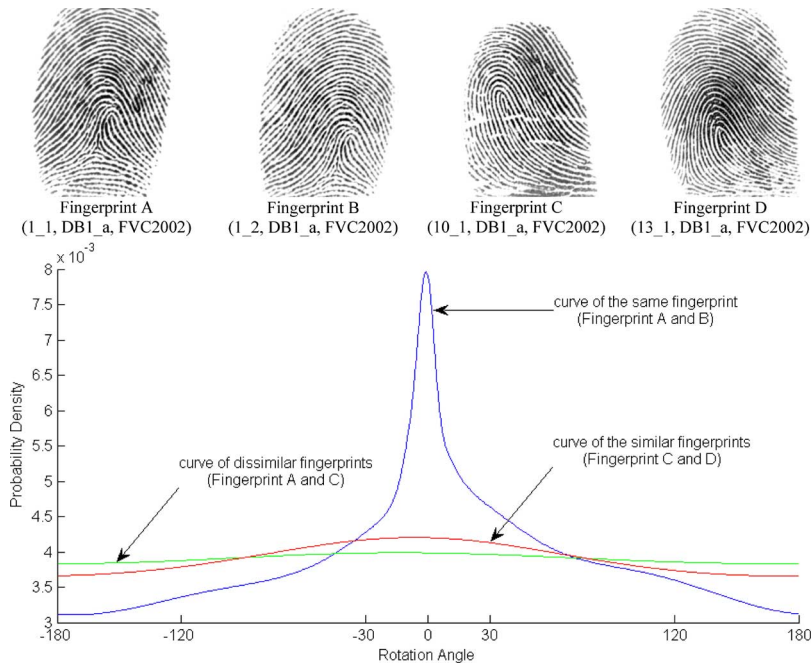 Fingerprint A
(1_1, DB1_a, FVC2002)
Fingerprint B
(1_2, DB1_a, FVC2002)
Fingerprint C
(10_1, DB1_a, FVC2002)
Fingerprint D
(13_1, DB1_a, FVC2002)
x 10⁻³
8
7.5
7
6.5
6
5.5
5
4.5
4
3.5
3
Probability Density
curve of the same fingerprint
(Fingerprint A and B)
curve of the similar fingerprints
(Fingerprint C and D)
curve of dissimilar fingerprints
(Fingerprint A and C)
-180
-120
-30
0
30
120
180
Rotation Angle